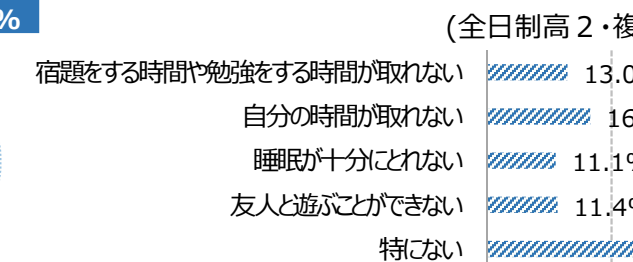 %
(全日制高２・複
宿題をする時間や勉強をする時間が取れない 13.0
自分の時間が取れない 16
睡眠が十分にとれない 11.1%
友人と遊ぶことができない 11.4%
特にない